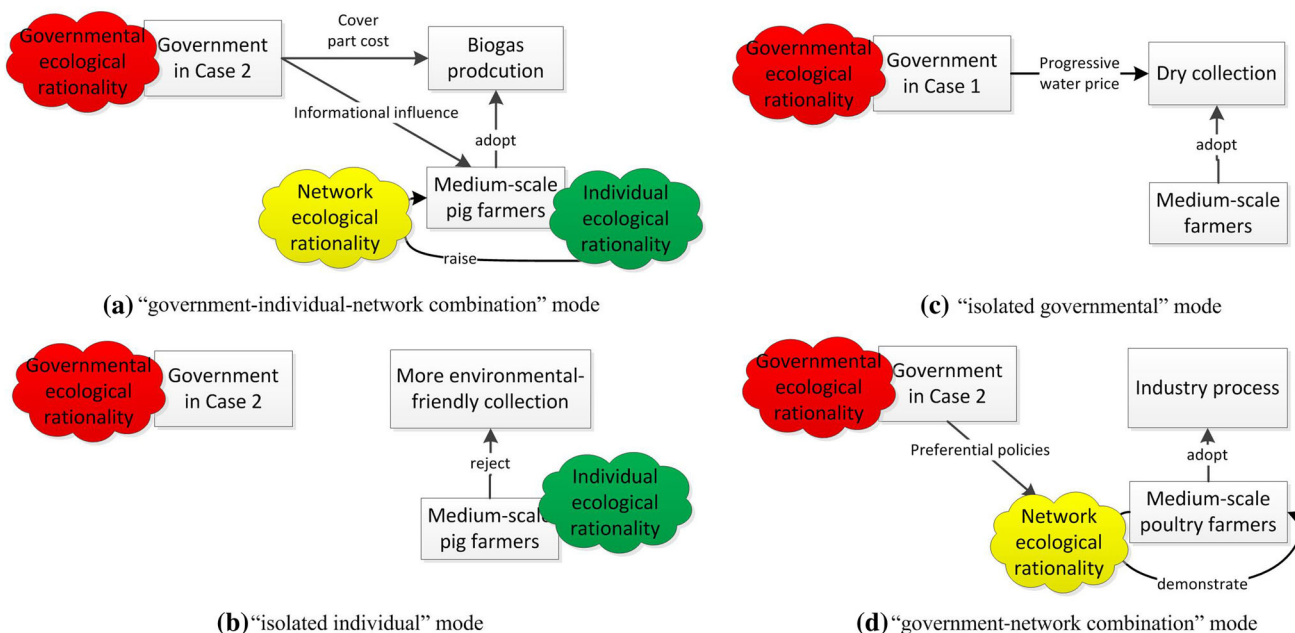 Governmental
ecological
rationality
Government
in Case 2
Cover
part cost
Biogas
prodcution
Informational influence
adopt
Network
ecological
rationality
Medium-scale
pig farmers
Individual
ecological
rationality
raise
(a) “government-individual-network combination” mode
Governmental
ecological
rationality
Government
in Case 1
Progressive
water price
Dry collection
adopt
Medium-scale
farmers
(c) “isolated governmental” mode
Governmental
ecological
rationality
Government
in Case 2
More environmental-
friendly collection
reject
Medium-scale
pig farmers
Individual
ecological
rationality
(b) “isolated individual” mode
Governmental
ecological
rationality
Government
in Case 2
Industry process
Preferential policies
adopt
Network
ecological
rationality
Medium-scale
poultry farmers
demonstrate
(d) “government-network combination” mode